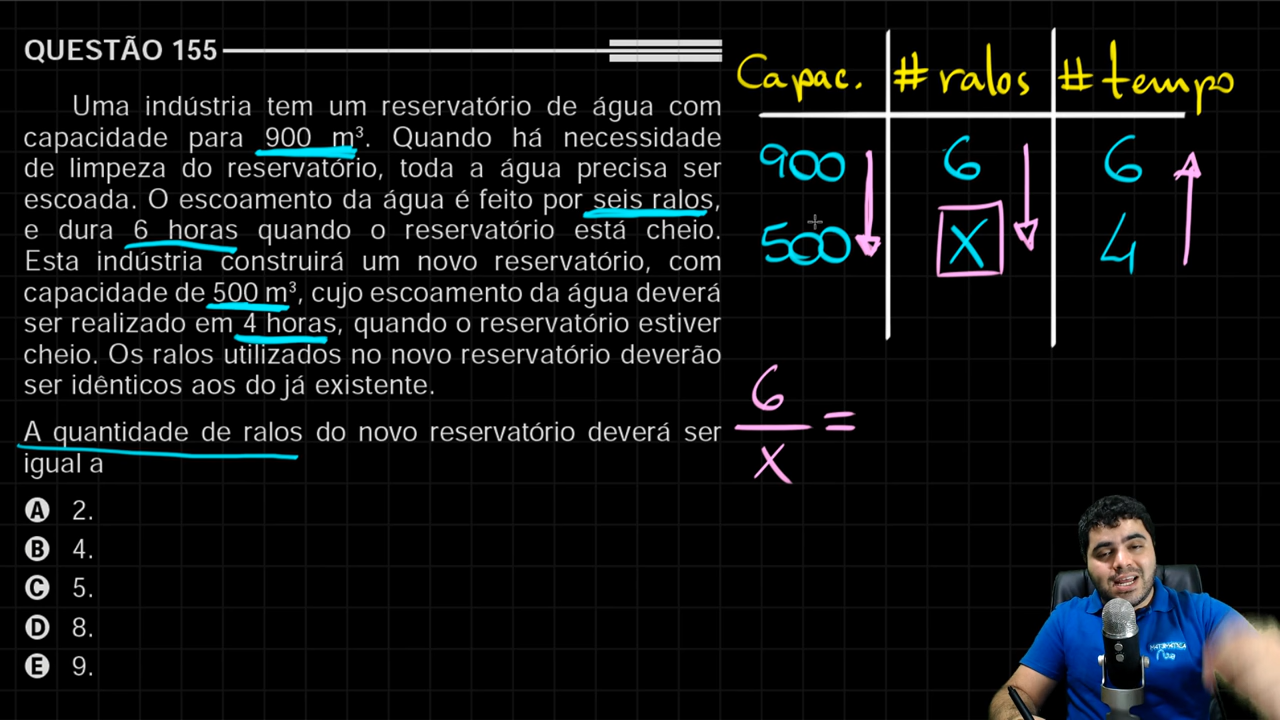 QUESTÃO 155
Uma indústria tem um reservatório de água com
capacidade para 900 m³. Quando há necessidade
de limpeza do reservatório, toda a água precisa ser
escoada. O escoamento da água é feito por seis ralos,
e dura 6 horas quando o reservatório está cheio.
Esta indústria construirá um novo reservatório, com
capacidade de 500 m³, cujo escoamento da água deverá
ser realizado em 4 horas, quando o reservatório estiver
cheio. Os ralos utilizados no novo reservatório deverão
ser idênticos aos do já existente.
A quantidade de ralos do novo reservatório deverá ser
igual a
A 2.
B 4.
C 5.
D 8.
E 9.
Capac. # ralos # tempo
900 6 6
500 X 4
6
— =
X
MATEMÁTICA